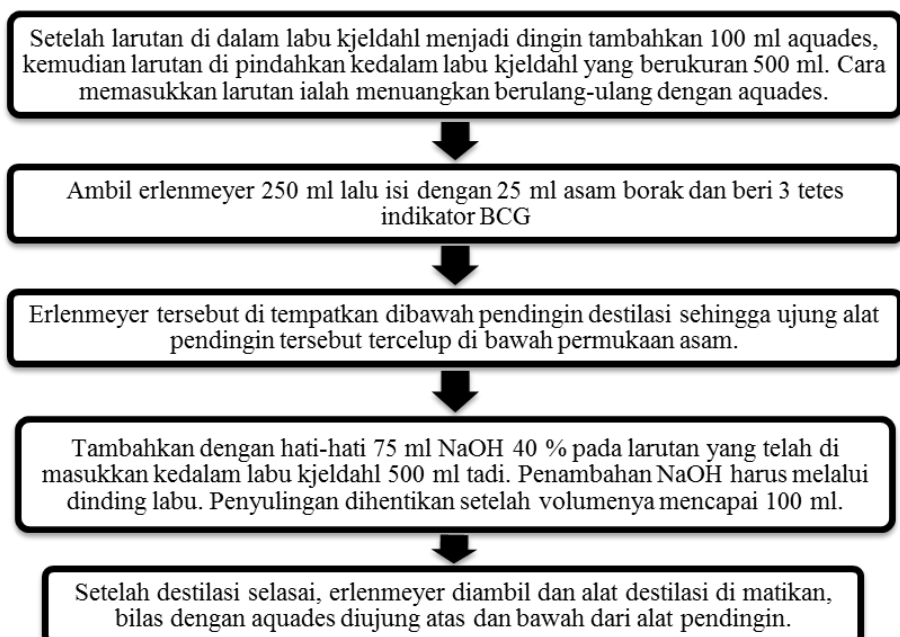 Setelah larutan di dalam labu kjeldahl menjadi dingin tambahkan 100 ml aquades,
kemudian larutan di pindahkan kedalam labu kjeldahl yang berukuran 500 ml. Cara
memasukkan larutan ialah menuangkan berulang-ulang dengan aquades.
Ambil erlenmeyer 250 ml lalu isi dengan 25 ml asam borak dan beri 3 tetes
indikator BCG
Erlenmeyer tersebut di tempatkan dibawah pendingin destilasi sehingga ujung alat
pendingin tersebut tercelup di bawah permukaan asam.
Tambahkan dengan hati-hati 75 ml NaOH 40 % pada larutan yang telah di
masukkan kedalam labu kjeldahl 500 ml tadi. Penambahan NaOH harus melalui
dinding labu. Penyulingan dihentikan setelah volumenya mencapai 100 ml.
Setelah destilasi selasai, erlenmeyer diambil dan alat destilasi di matikan,
bilas dengan aquades diujung atas dan bawah dari alat pendingin.